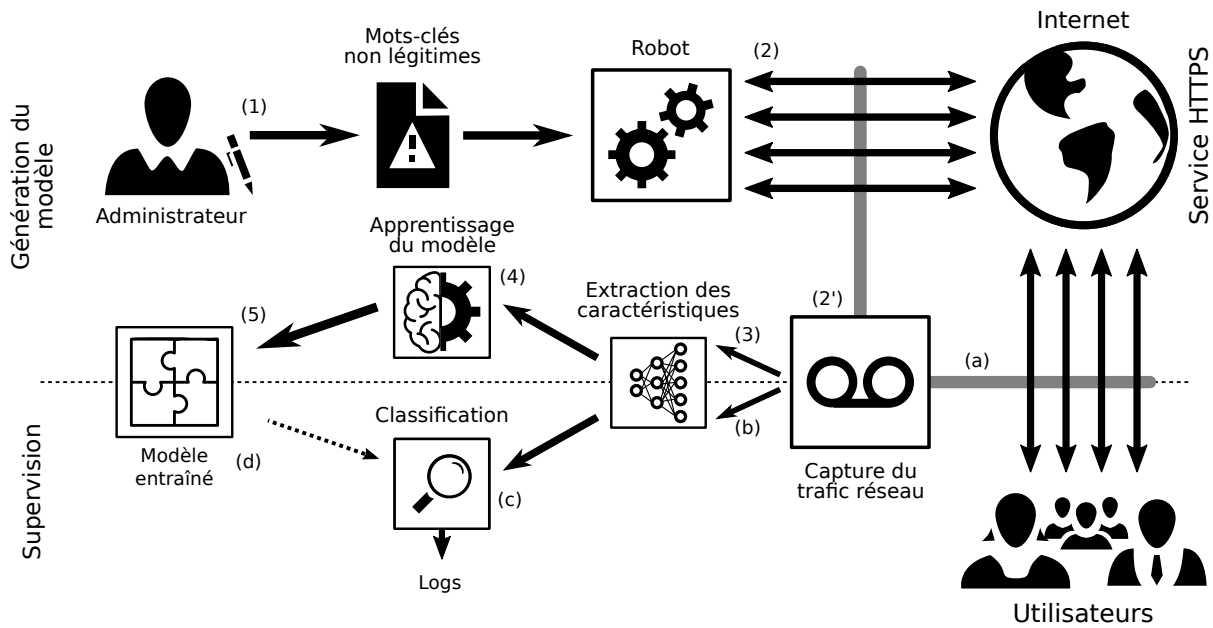 Génération du
modèle
Mots-clés
non légitimes
Robot
Internet
Service HTTPS
(1)
(2)
Administrateur
Apprentissage
du modèle
(4)
Extraction des
caractéristiques
(2')
(5)
(3)
(a)
Supervision
Classification
(b)
Modèle
entraîné
(d)
(c)
Capture du
trafic réseau
Logs
Utilisateurs